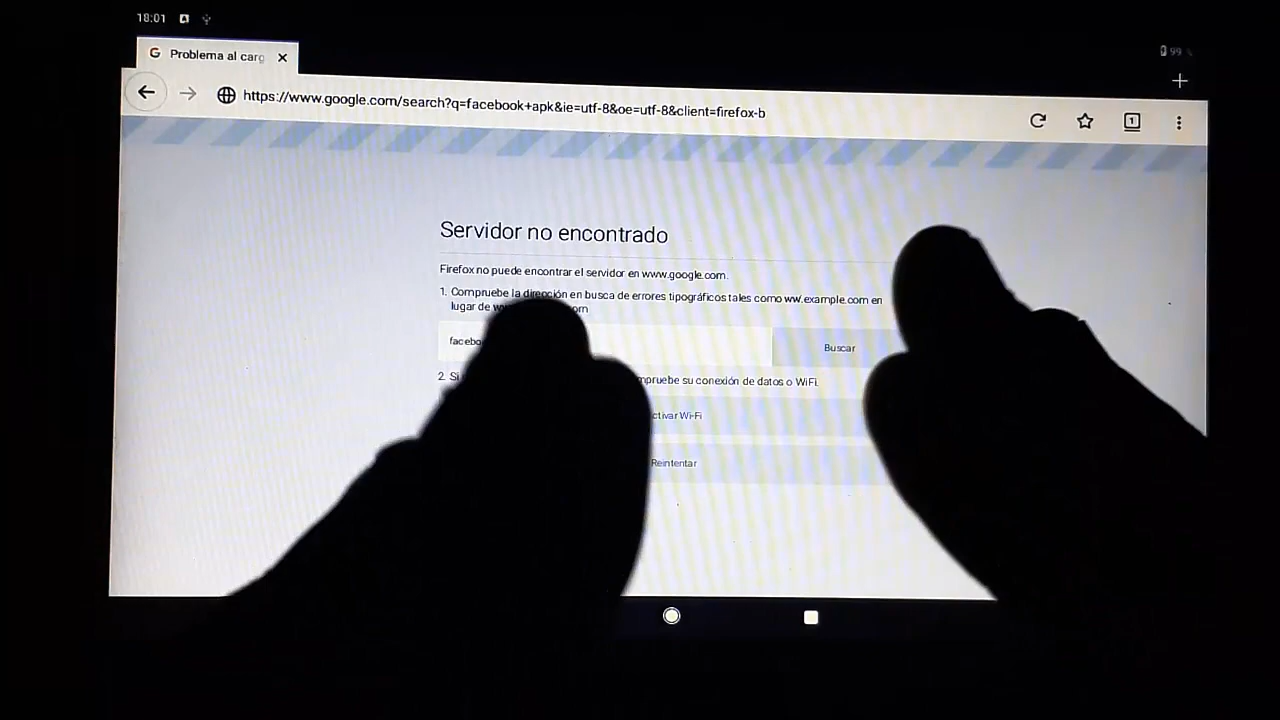 18:01
99
Problema al carg
https://www.google.com/search?q=facebook+apk&ie=utf-8&oe=utf-8&client=firefox-b
1
Servidor no encontrado
Firefox no puede encontrar el servidor en www.google.com.
1. Compruebe la dirección en busca de errores tipográficos tales como ww.example.com en
lugar de
Buscar
2. Si su conexión de datos o WiFi.
Wi-Fi
Reintentar